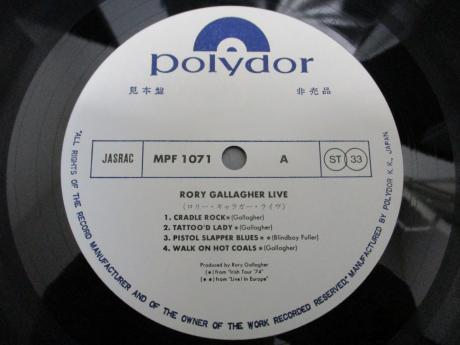 polydor
見本盤 非売品
JASRAC MPF 1071 A ST 33
RORY GALLAGHER LIVE
(ロリー・ギャラガー・ライヴ)
1. CRADLE ROCK * (Gallagher)
2. TATTOO'D LADY * (Gallagher)
3. PISTOL SLAPPER BLUES * * (Blindboy Fuller)
4. WALK ON HOT COALS * (Gallagher)
Produced by Rory Gallagher
( * ) from "Irish Tour '74"
( * * ) from "Live! In Europe"
"ALL RIGHTS OF THE RECORD MANUFACTURER AND OF THE OWNER OF THE WORK RECORDED RESERVED," MANUFACTURED BY POLYDOR K.K., JAPAN